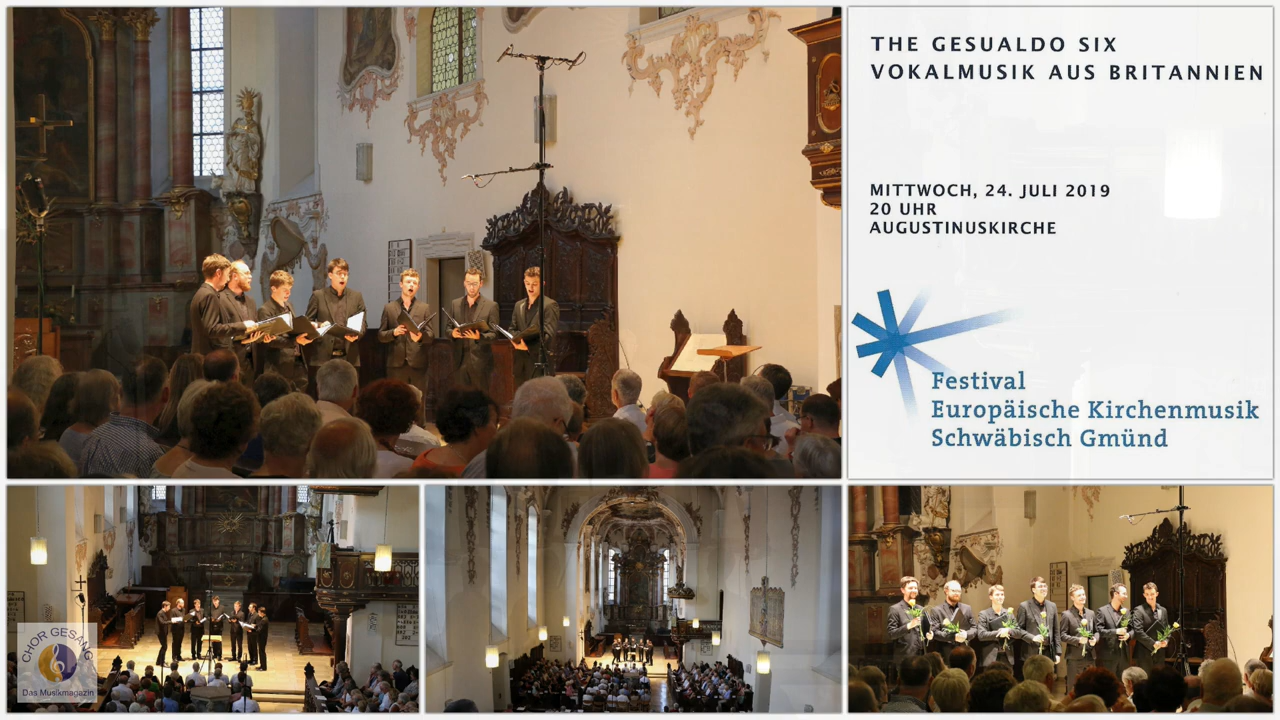 THE GESUALDO SIX
VOKALMUSIK AUS BRITANNIEN
MITTWOCH, 24. JULI 2019
20 UHR
AUGUSTINUSKIRCHE
Festival
Europäische Kirchenmusik
Schwäbisch Gmünd
CHOR GESANG
Das Musikmagazin